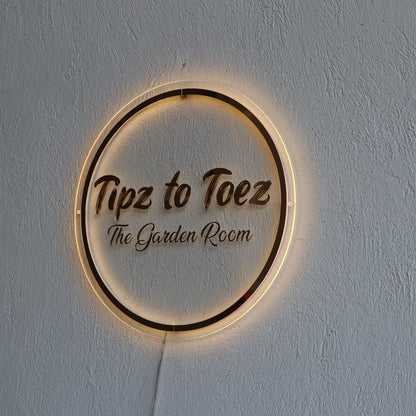 Tipz to Toez
The Garden Room